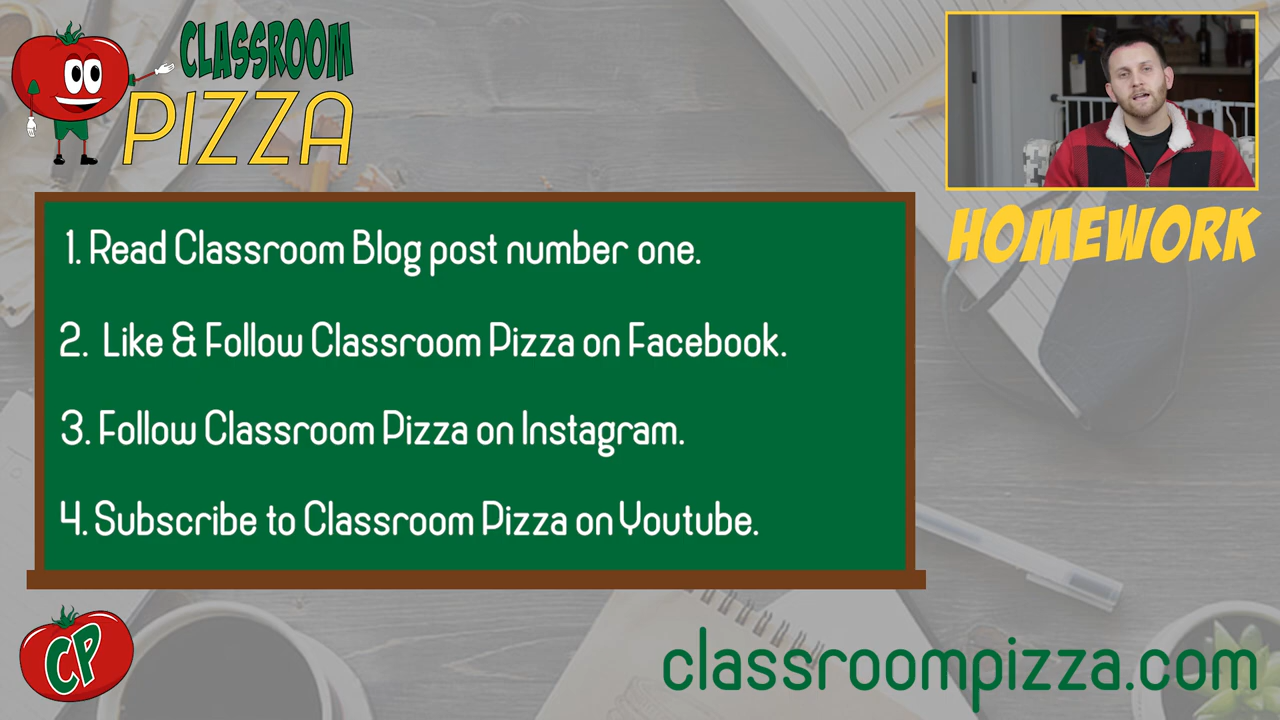 CLASSROOM
PIZZA
HOMEWORK
1. Read Classroom Blog post number one.
2. Like & Follow Classroom Pizza on Facebook.
3. Follow Classroom Pizza on Instagram.
4. Subscribe to Classroom Pizza on Youtube.
CP
classroompizza.com